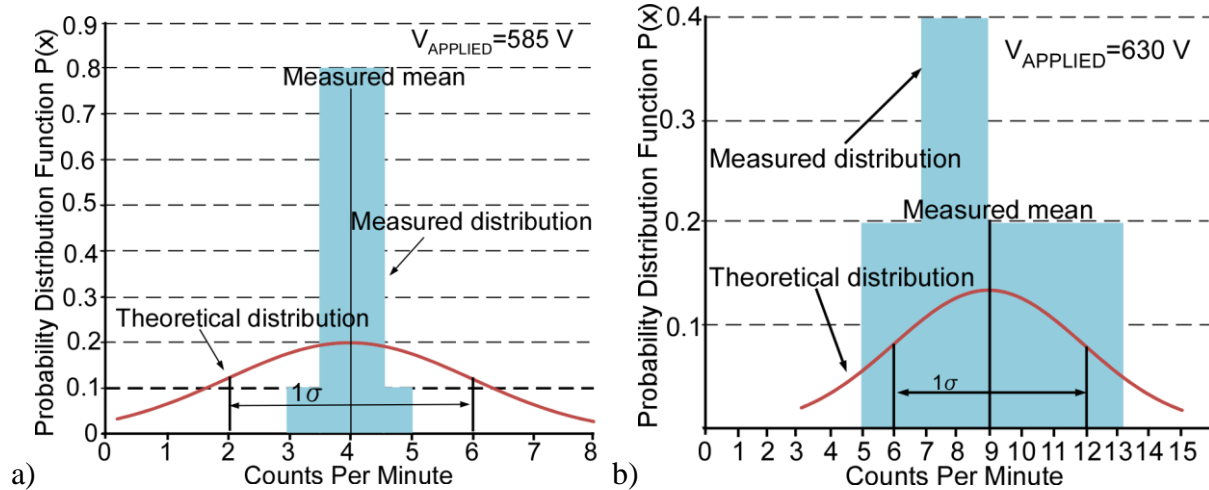 a)
Probability Distribution Function P(x)
0.9
0.8
0.7
0.6
0.5
0.4
0.3
0.2
0.1
0
V_APPLIED=585 V
Measured mean
Measured distribution
Theoretical distribution
1σ
0 1 2 3 4 5 6 7 8
Counts Per Minute
b)
Probability Distribution Function P(x)
0.4
0.3
0.2
0.1
V_APPLIED=630 V
Measured distribution
Measured mean
Theoretical distribution
1σ
0 1 2 3 4 5 6 7 8 9 10 11 12 13 14 15
Counts Per Minute